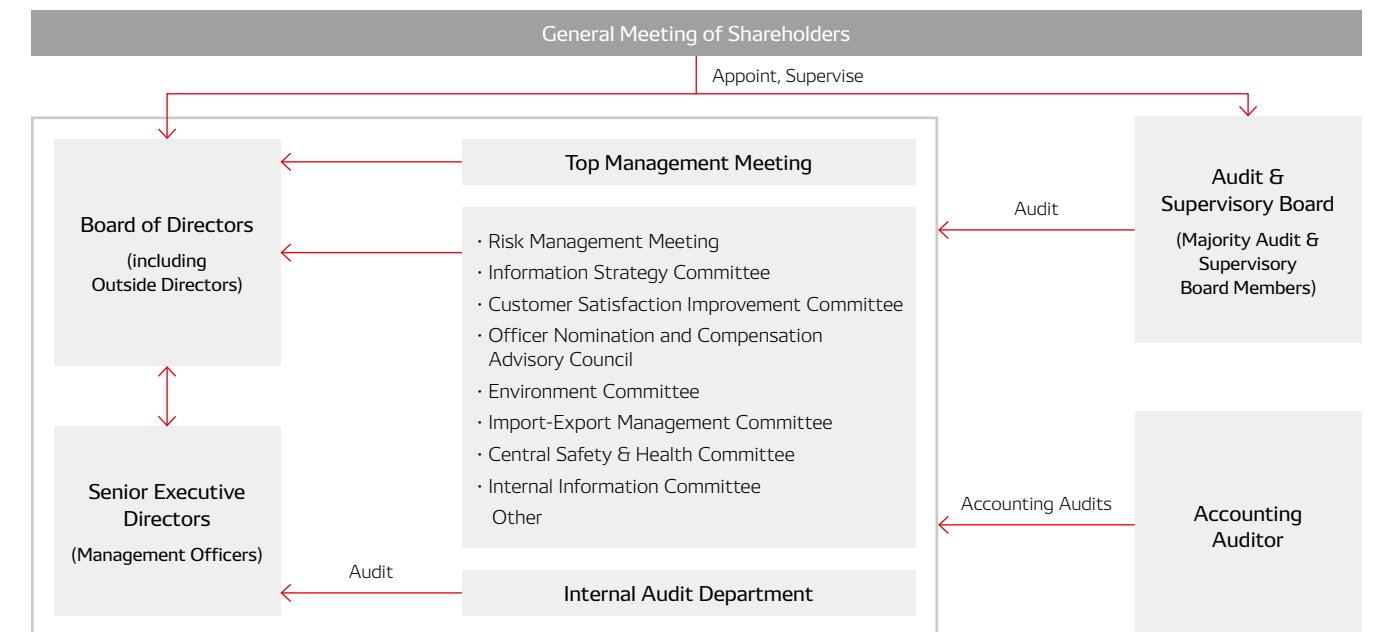 General Meeting of Shareholders
Appoint, Supervise
Board of Directors
(including
Outside Directors)
Top Management Meeting
· Risk Management Meeting
· Information Strategy Committee
· Customer Satisfaction Improvement Committee
· Officer Nomination and Compensation
Advisory Council
· Environment Committee
· Import-Export Management Committee
· Central Safety & Health Committee
· Internal Information Committee
Other
Audit
Audit &
Supervisory Board
(Majority Audit &
Supervisory
Board Members)
Senior Executive
Directors
(Management Officers)
Audit
Internal Audit Department
Accounting Audits
Accounting
Auditor